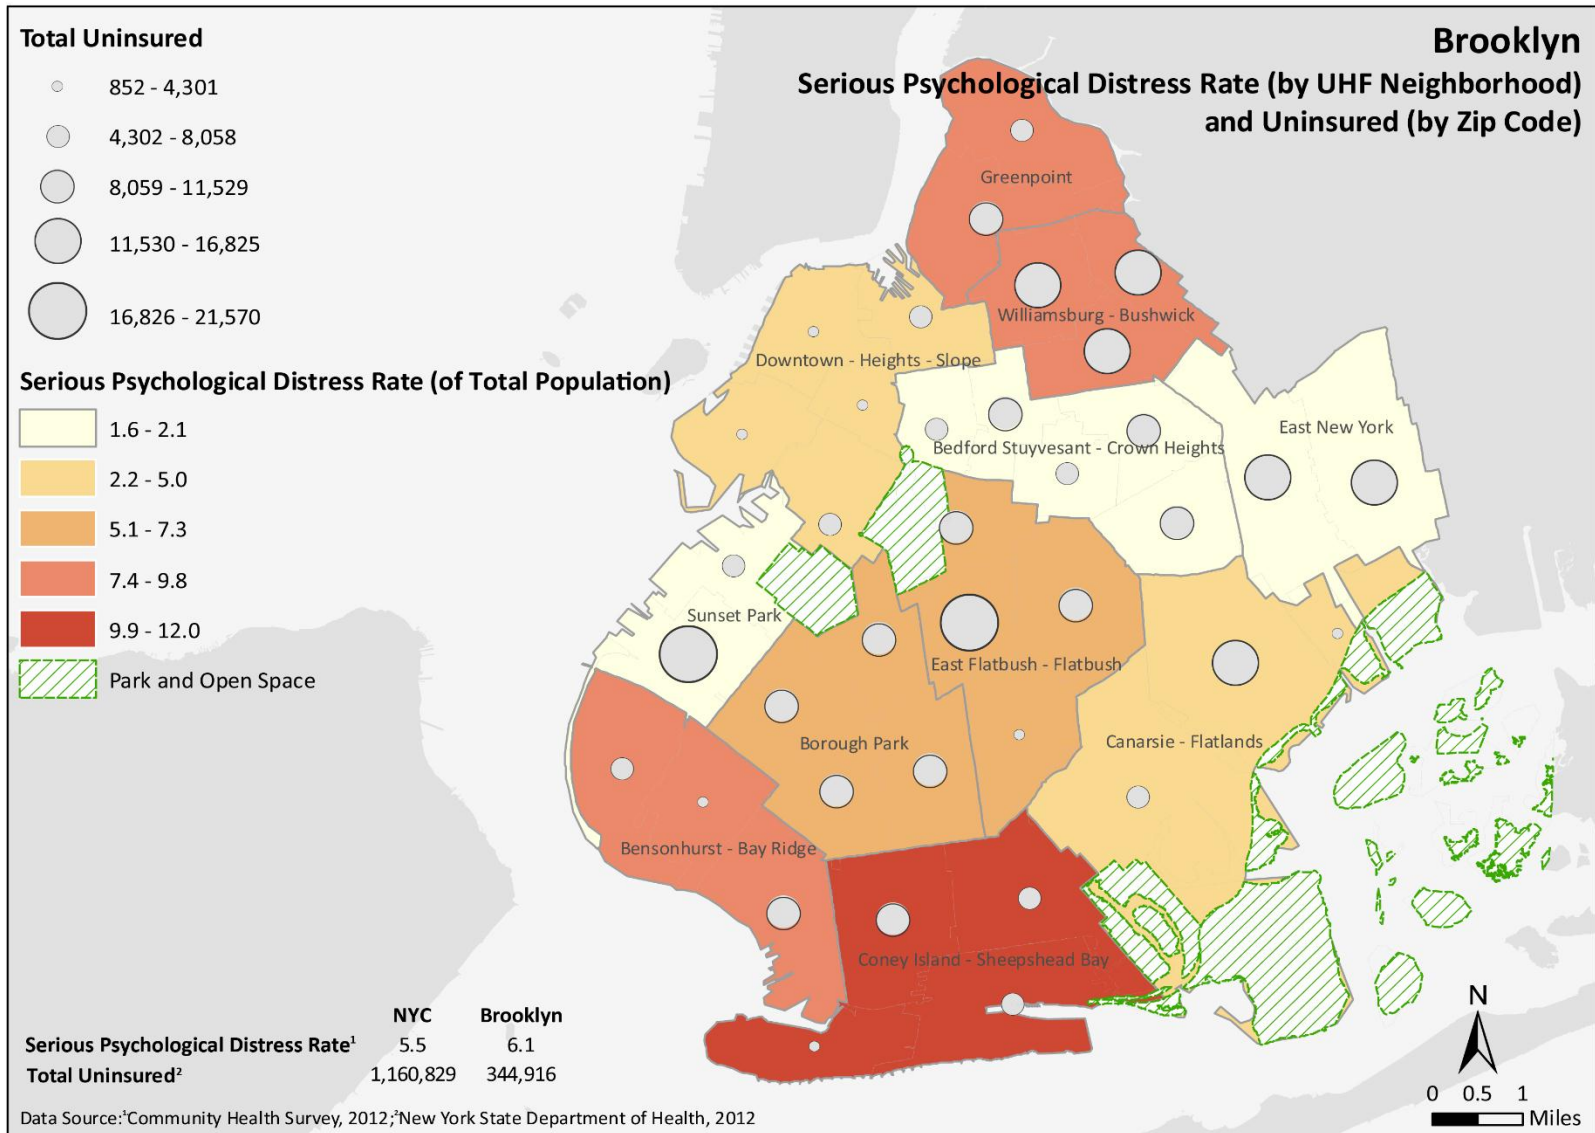 Brooklyn
Serious Psychological Distress Rate (by UHF Neighborhood)
and Uninsured (by Zip Code)
Total Uninsured
852 - 4,301
4,302 - 8,058
8,059 - 11,529
11,530 - 16,825
16,826 - 21,570
Serious Psychological Distress Rate (of Total Population)
1.6 - 2.1
2.2 - 5.0
5.1 - 7.3
7.4 - 9.8
9.9 - 12.0
Park and Open Space
Greenpoint
Williamsburg - Bushwick
Downtown - Heights - Slope
East New York
Bedford Stuyvesant - Crown Heights
Sunset Park
East Flatbush - Flatbush
Borough Park
Canarsie - Flatlands
Bensonhurst - Bay Ridge
Coney Island - Sheepshead Bay
NYC Brooklyn
Serious Psychological Distress Rate¹ 5.5 6.1
Total Uninsured² 1,160,829 344,916
Data Source:¹Community Health Survey, 2012;²New York State Department of Health, 2012
N
0 0.5 1
Miles